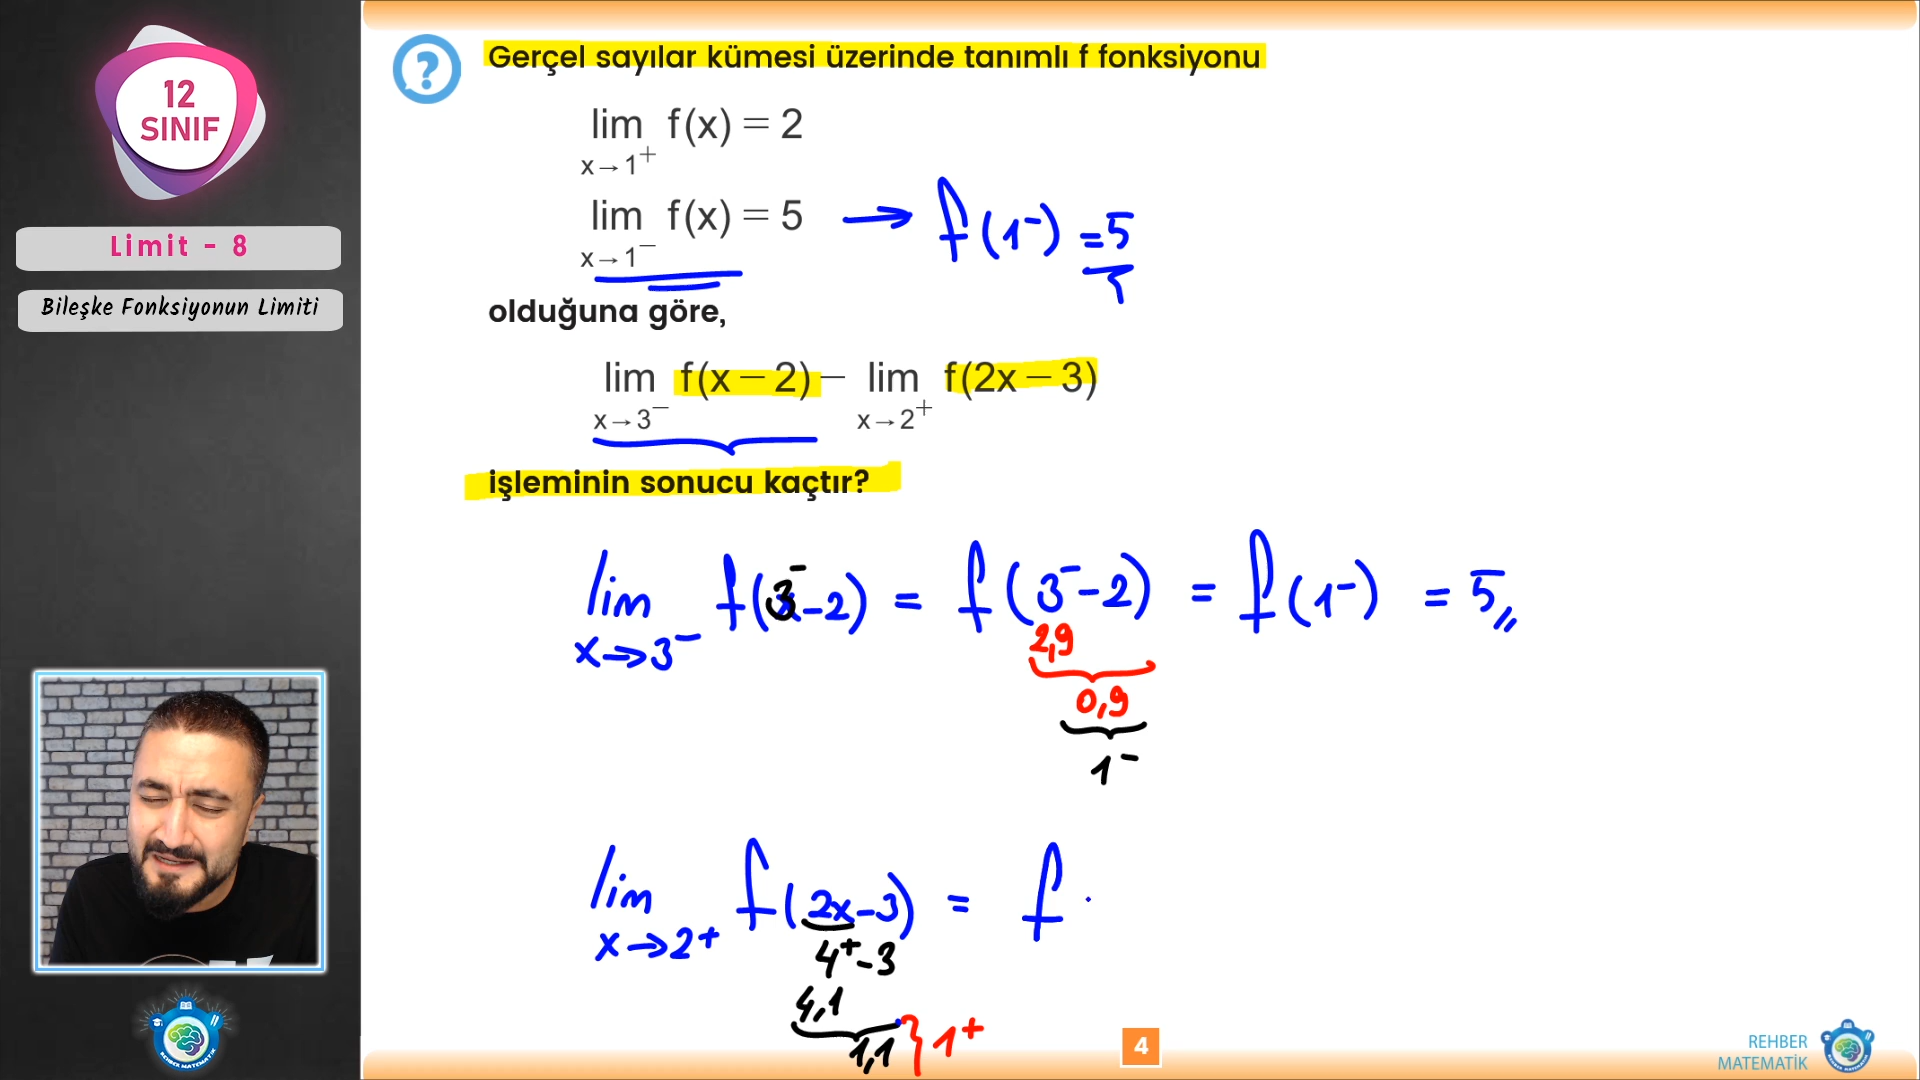 12
SINIF
Limit - 8
Bileşke Fonksiyonun Limiti
Gerçel sayılar kümesi üzerinde tanımlı f fonksiyonu
lim f(x) = 2
x→1⁺
lim f(x) = 5 → f(1⁻) = 5
x→1⁻
olduğuna göre,
lim f(x − 2) − lim f(2x − 3)
x→3⁻ x→2⁺
işleminin sonucu kaçtır?
lim f(3⁻-2) = f(3⁻-2) = f(1⁻) = 5
x→3⁻
2,9
0,9
1⁻
lim f(2x-3) = f
x→2⁺
4⁺-3
4,1
1,1 } 1⁺
4
REHBER
MATEMATİK
REHBER MATEMATİK